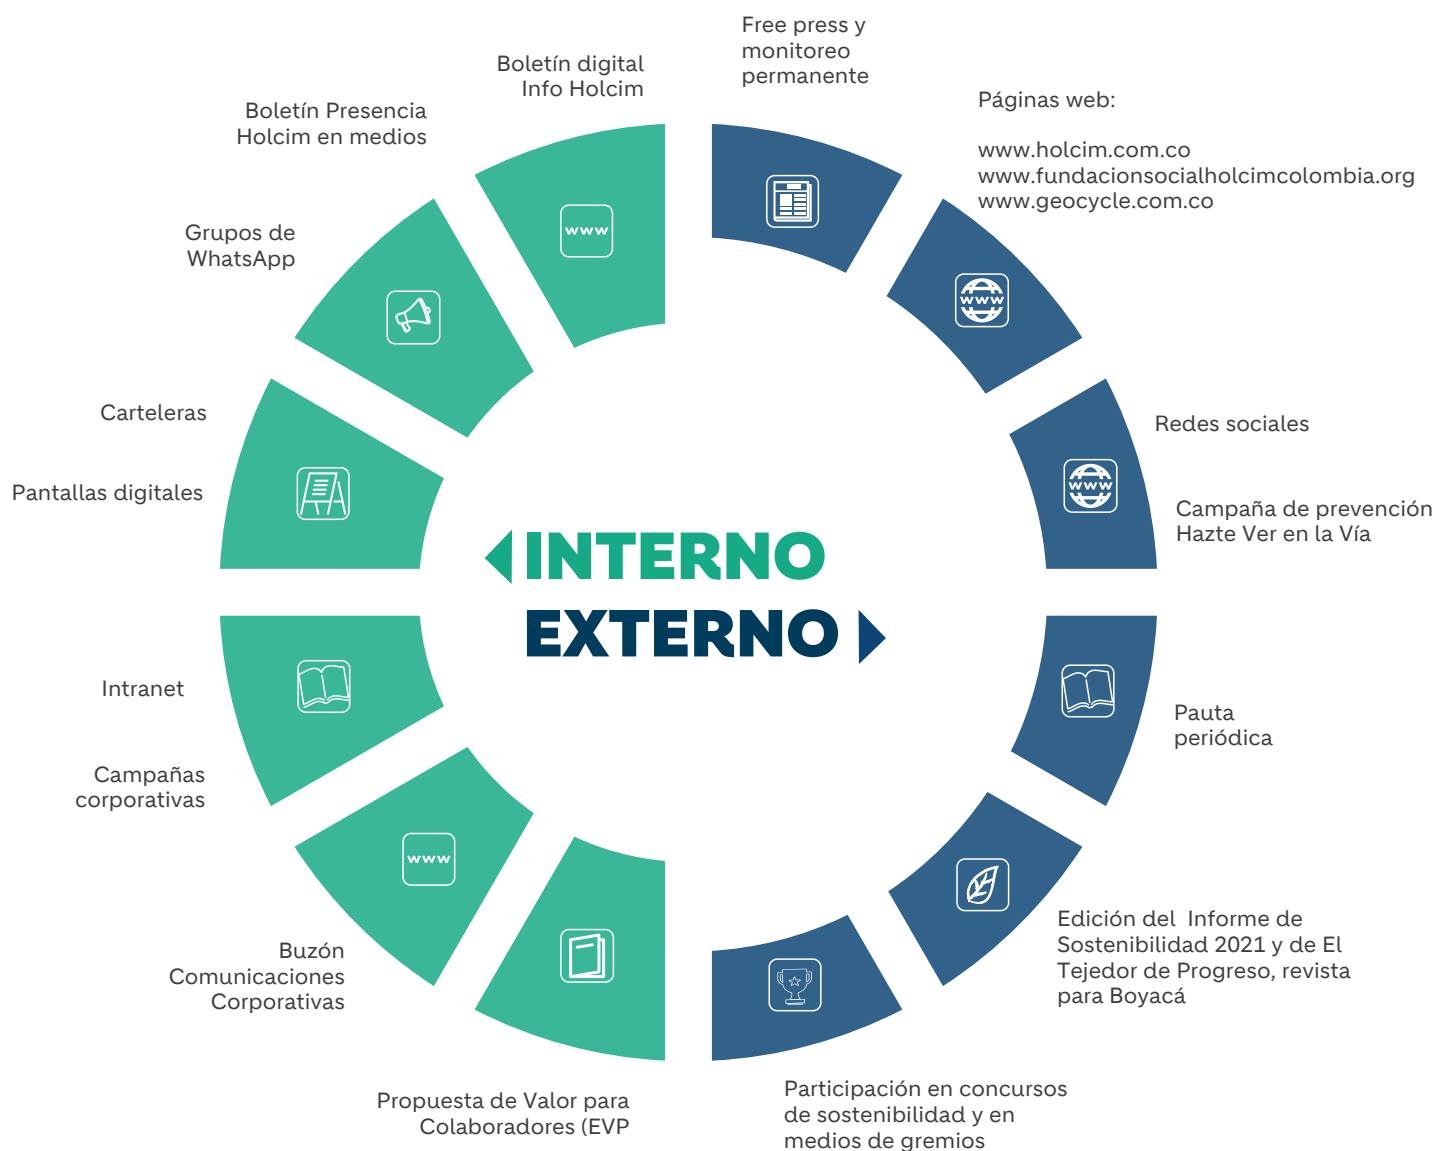 Free press y
monitoreo
permanente
Boletín digital
Info Holcim
Páginas web:
www.holcim.com.co
www.fundacionsocialholcimcolombia.org
www.geocycle.com.co
Boletín Presencia
Holcim en medios
www
www
Grupos de
WhatsApp
Carteleras
Redes sociales
Pantallas digitales
www
Campaña de prevención
Hazte Ver en la Vía
INTERNO
EXTERNO
Intranet
Pauta
periódica
Campañas
corporativas
www
Edición del  Informe de
Sostenibilidad 2021 y de El
Tejedor de Progreso, revista
para Boyacá
Buzón
Comunicaciones
Corporativas
Propuesta de Valor para
Colaboradores (EVP
Participación en concursos
de sostenibilidad y en
medios de gremios